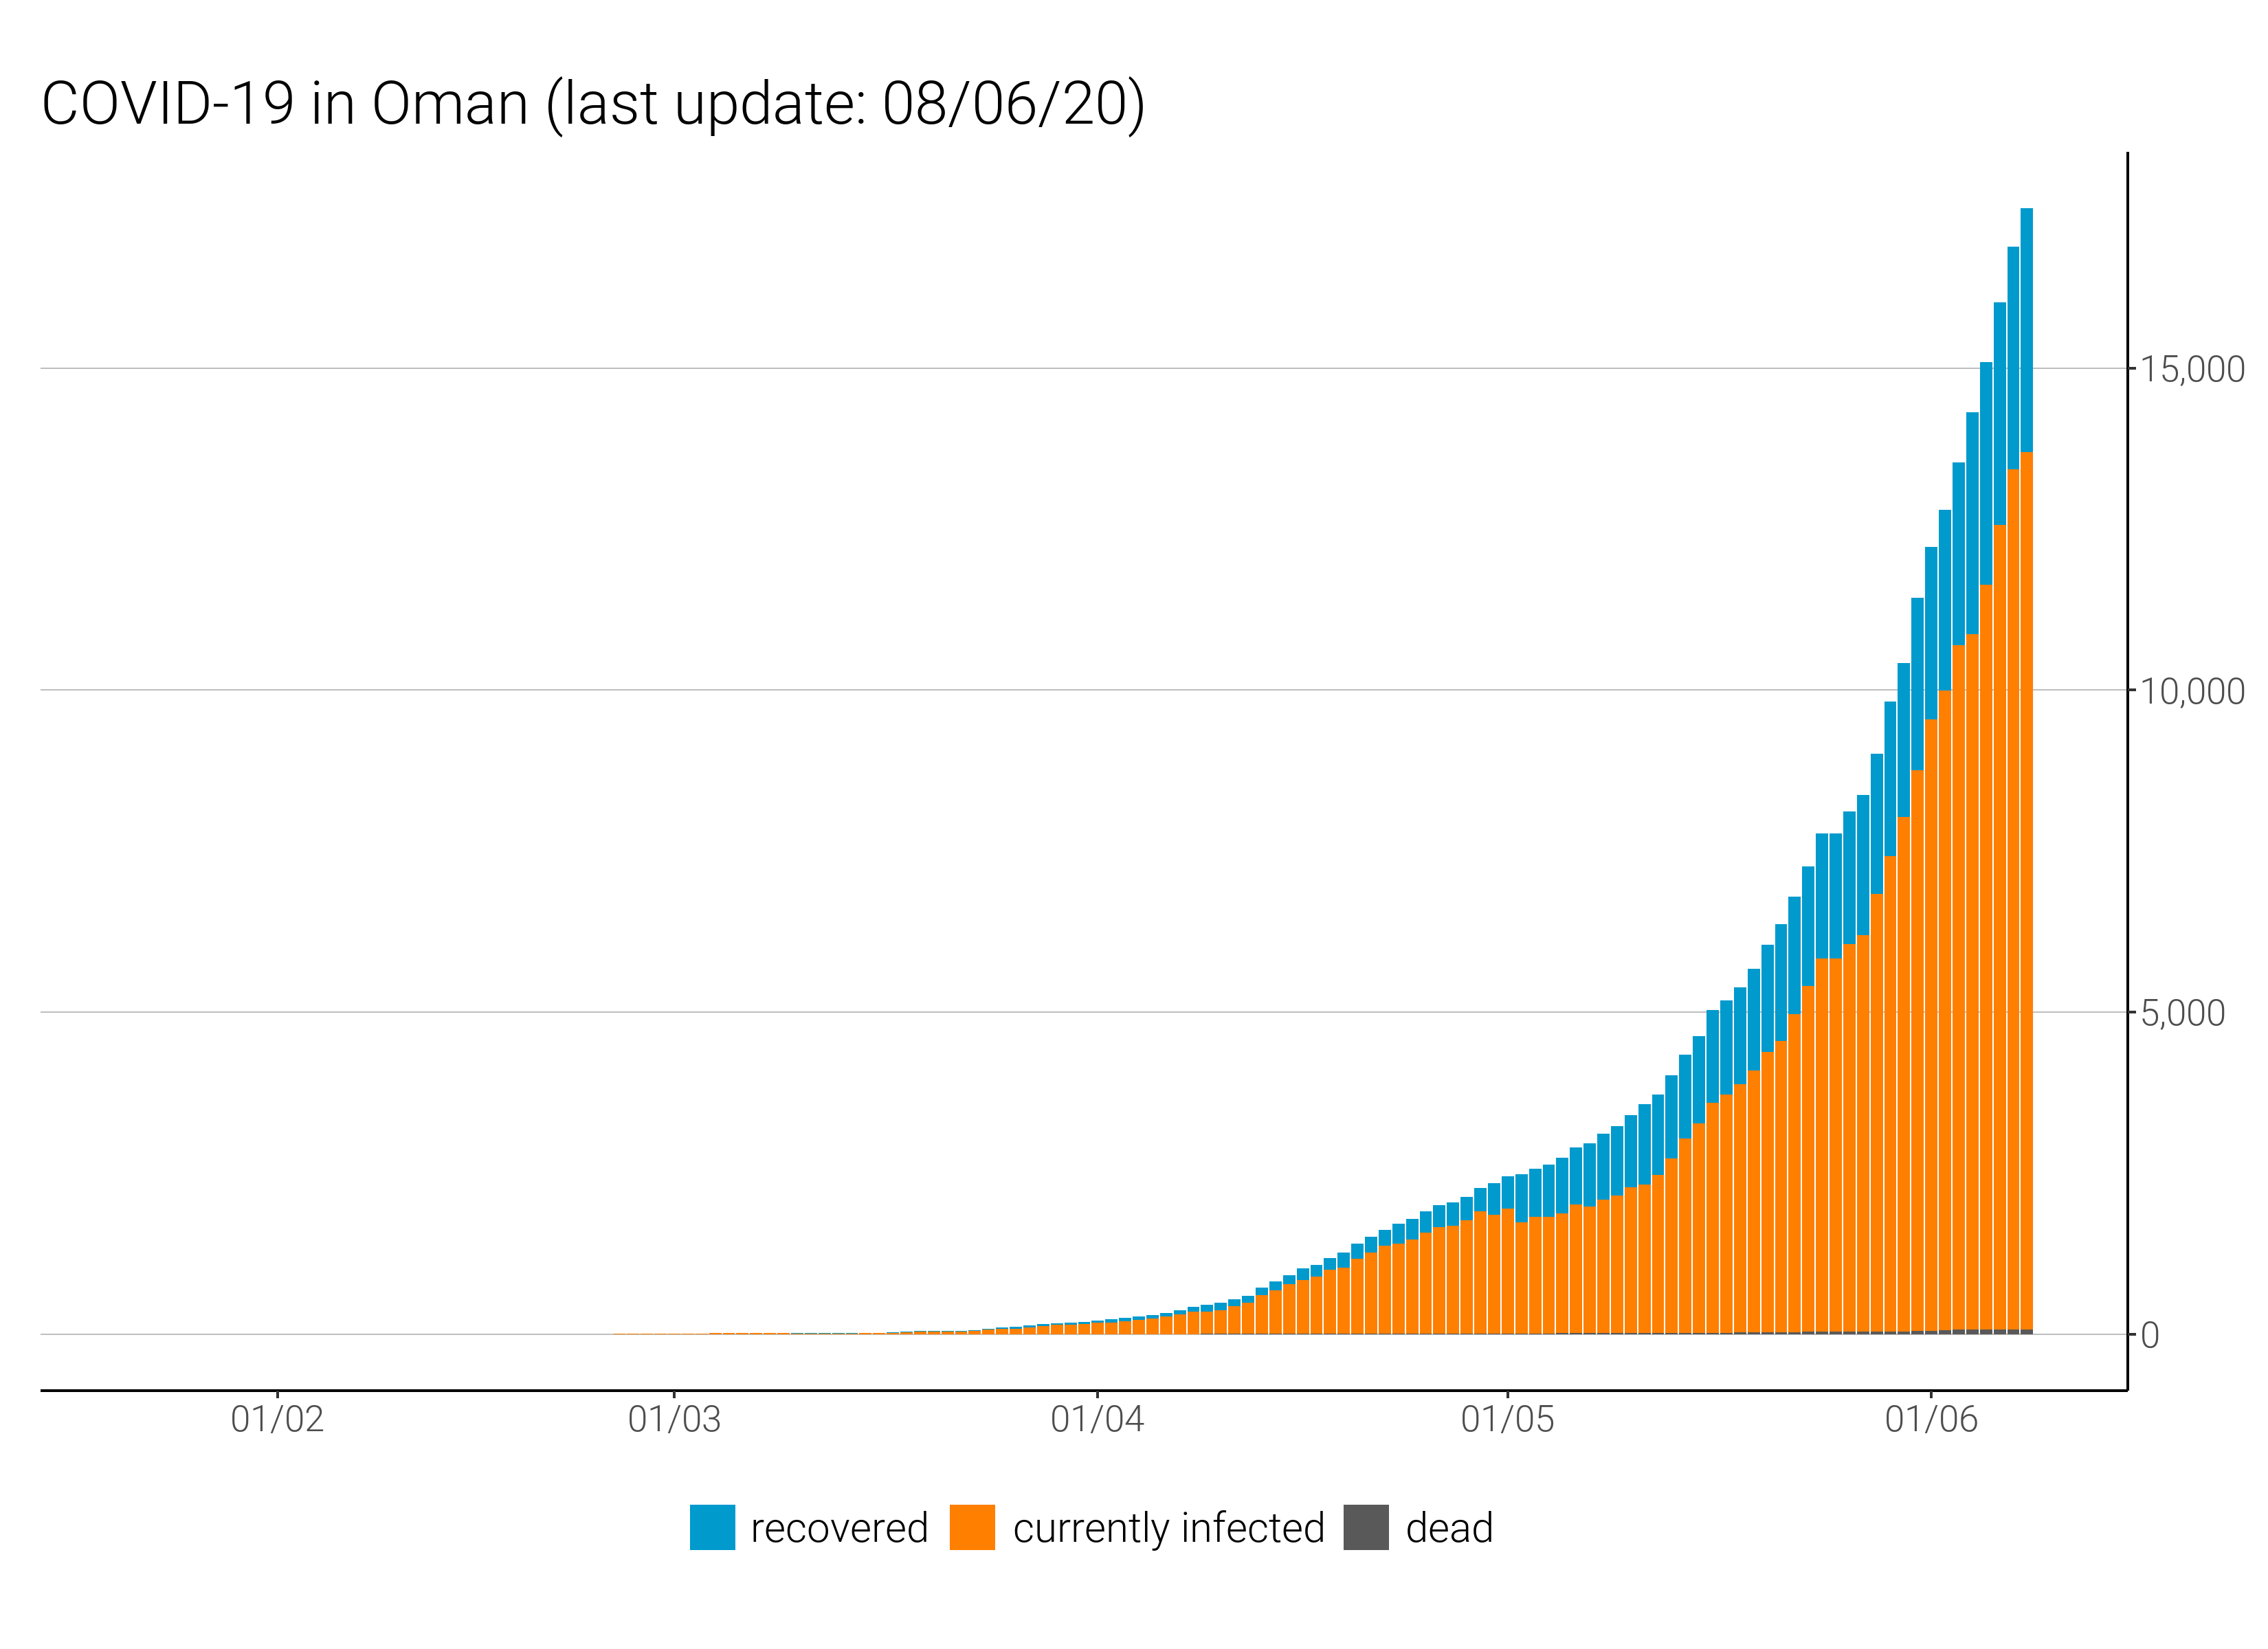 COVID-19 in Oman (last update: 08/06/20)
15,000
10,000
5,000
0
01/02 01/03 01/04 01/05 01/06
recovered currently infected dead